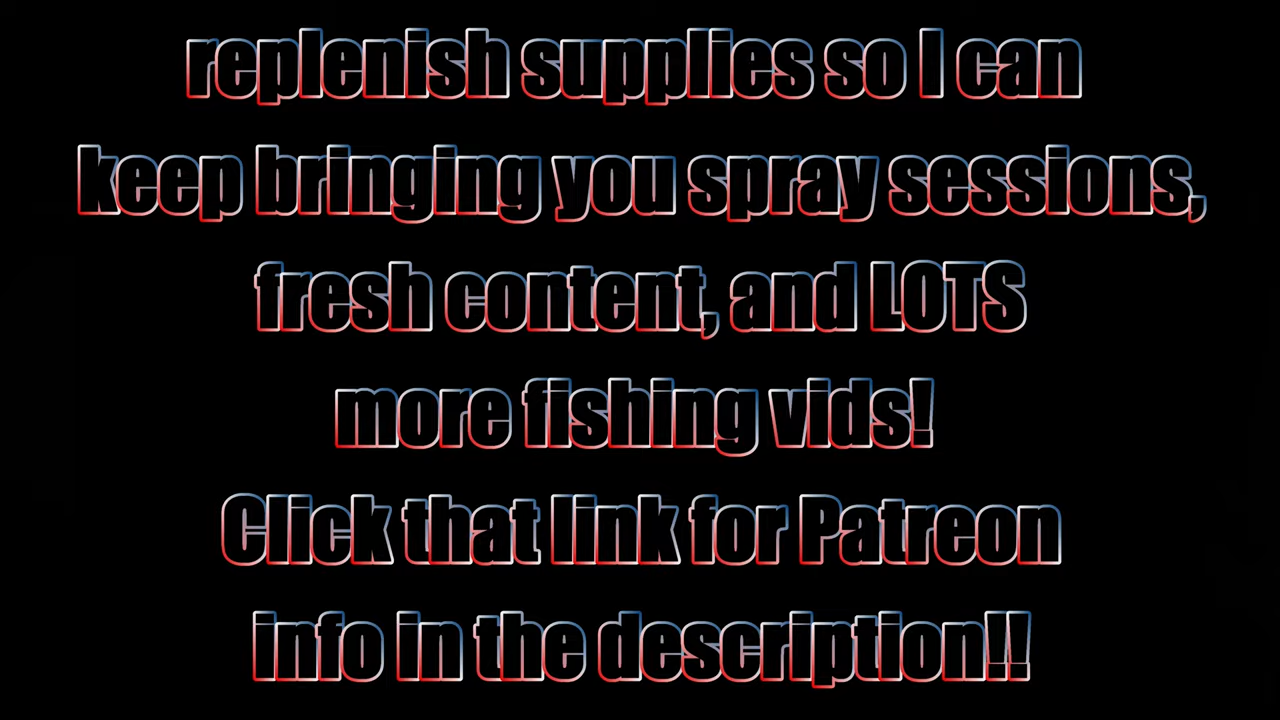 replenish supplies so I can
keep bringing you spray sessions,
fresh content, and LOTS
more fishing vids!
Click that link for Patreon
info in the description!!